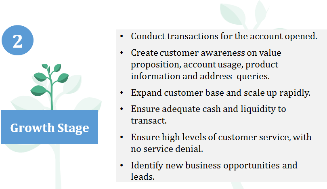 2
Growth Stage
• Conduct transactions for the account opened.
• Create customer awareness on value
proposition, account usage, product
information and address queries.
• Expand customer base and scale up rapidly.
• Ensure adequate cash and liquidity to
transact.
• Ensure high levels of customer service, with
no service denial.
• Identify new business opportunities and
leads.